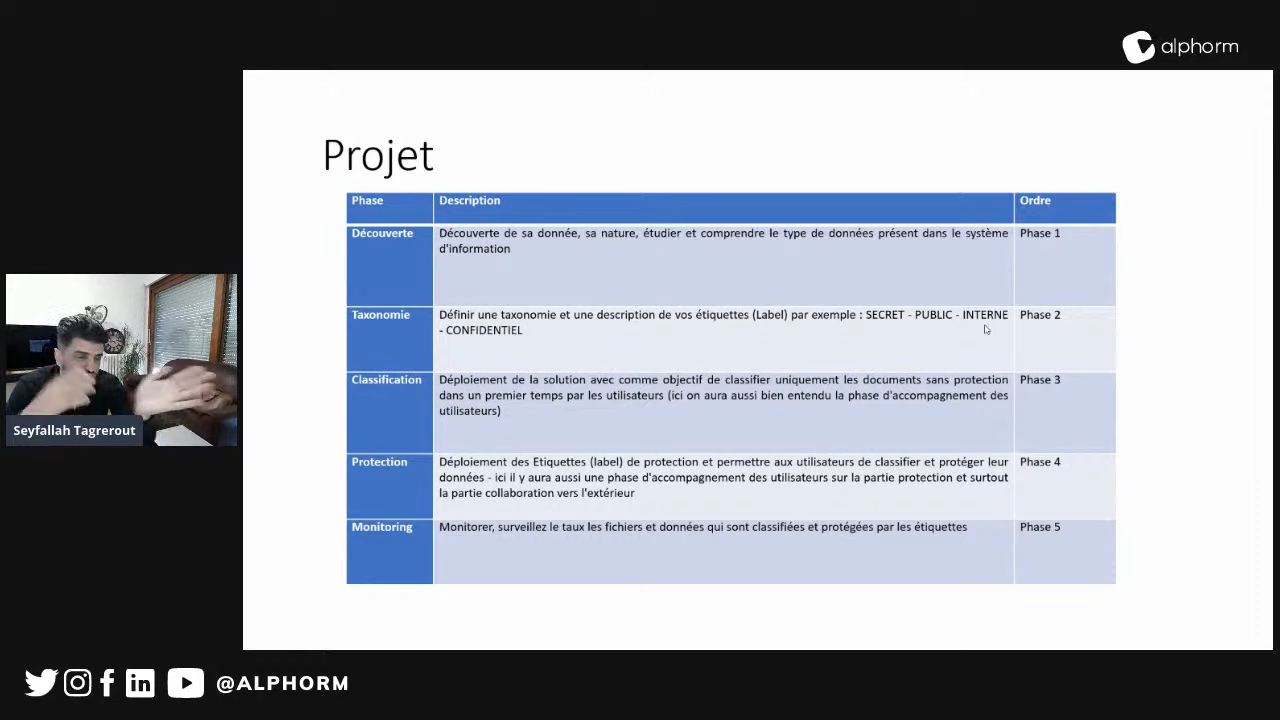 alphorm
Projet
Phase Description Ordre
Découverte Découverte de sa donnée, sa nature, étudier et comprendre le type de données présent dans le système Phase 1
d'information
Taxonomie Définir une taxonomie et une description de vos étiquettes (Label) par exemple : SECRET - PUBLIC - INTERNE Phase 2
- CONFIDENTIEL
Classification Déploiement de la solution avec comme objectif de classifier uniquement les documents sans protection Phase 3
dans un premier temps par les utilisateurs (ici on aura aussi bien entendu la phase d'accompagnement des
utilisateurs)
Protection Déploiement des Etiquettes (label) de protection et permettre aux utilisateurs de classifier et protéger leur Phase 4
données - ici il y aura aussi une phase d'accompagnement des utilisateurs sur la partie protection et surtout
la partie collaboration vers l'extérieur
Monitoring Monitorer, surveillez le taux les fichiers et données qui sont classifiées et protégées par les étiquettes Phase 5
Seyfallah Tagrerout
@ALPHORM